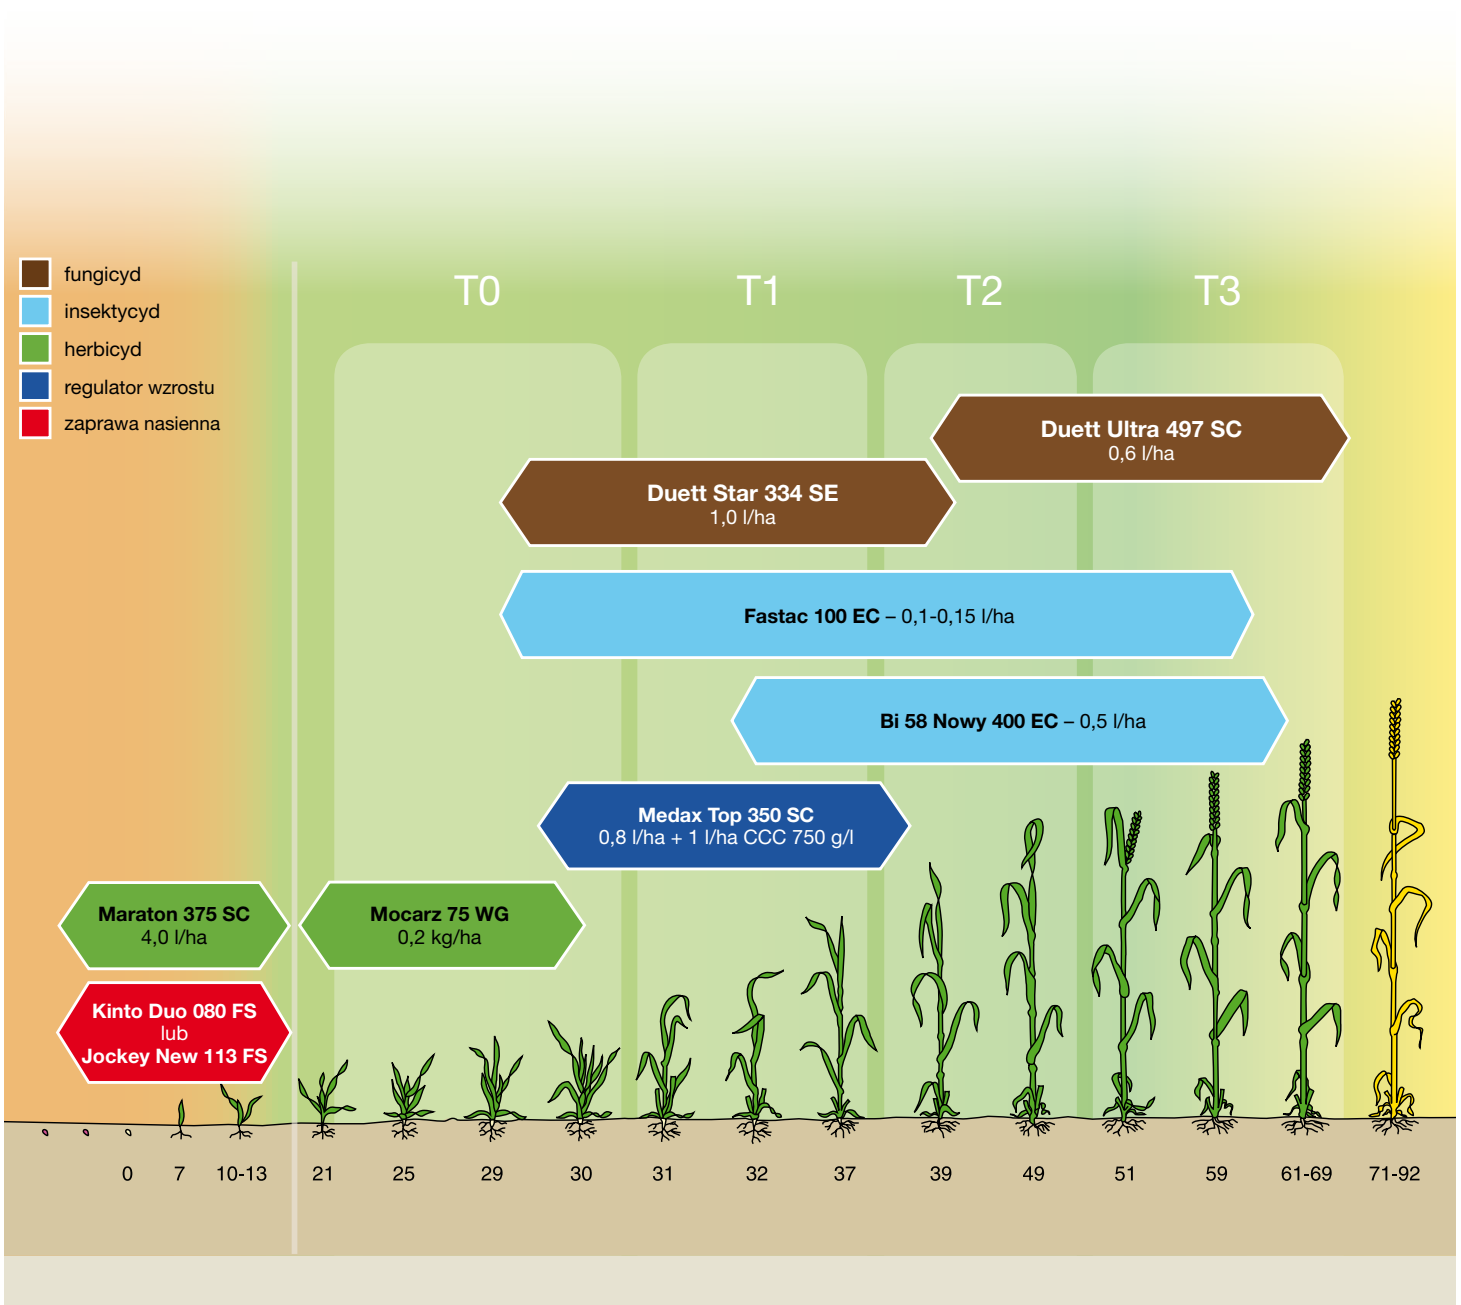 fungicyd
insektycyd
herbicyd
regulator wzrostu
zaprawa nasienna
T0
T1
T2
T3
Duett Ultra 497 SC
0,6 l/ha
Duett Star 334 SE
1,0 l/ha
Fastac 100 EC – 0,1-0,15 l/ha
Bi 58 Nowy 400 EC – 0,5 l/ha
Medax Top 350 SC
0,8 l/ha + 1 l/ha CCC 750 g/l
Maraton 375 SC
4,0 l/ha
Mocarz 75 WG
0,2 kg/ha
Kinto Duo 080 FS
lub
Jockey New 113 FS
0
7
10-13
21
25
29
30
31
32
37
39
49
51
59
61-69
71-92